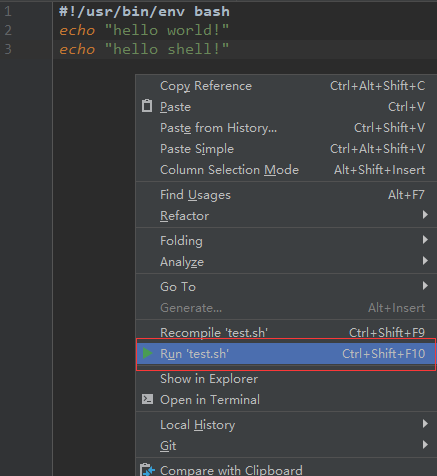 1 #!/usr/bin/env bash
2 echo "hello world!"
3 echo "hello shell!"
Copy Reference Ctrl+Alt+Shift+C
Paste Ctrl+V
Paste from History... Ctrl+Shift+V
Paste Simple Ctrl+Alt+Shift+V
Column Selection Mode Alt+Shift+Insert
Find Usages Alt+F7
Refactor
Folding
Analyze
Go To
Generate... Alt+Insert
Recompile 'test.sh' Ctrl+Shift+F9
Run 'test.sh' Ctrl+Shift+F10
Show in Explorer
Open in Terminal
Local History
Git
Compare with Clipboard